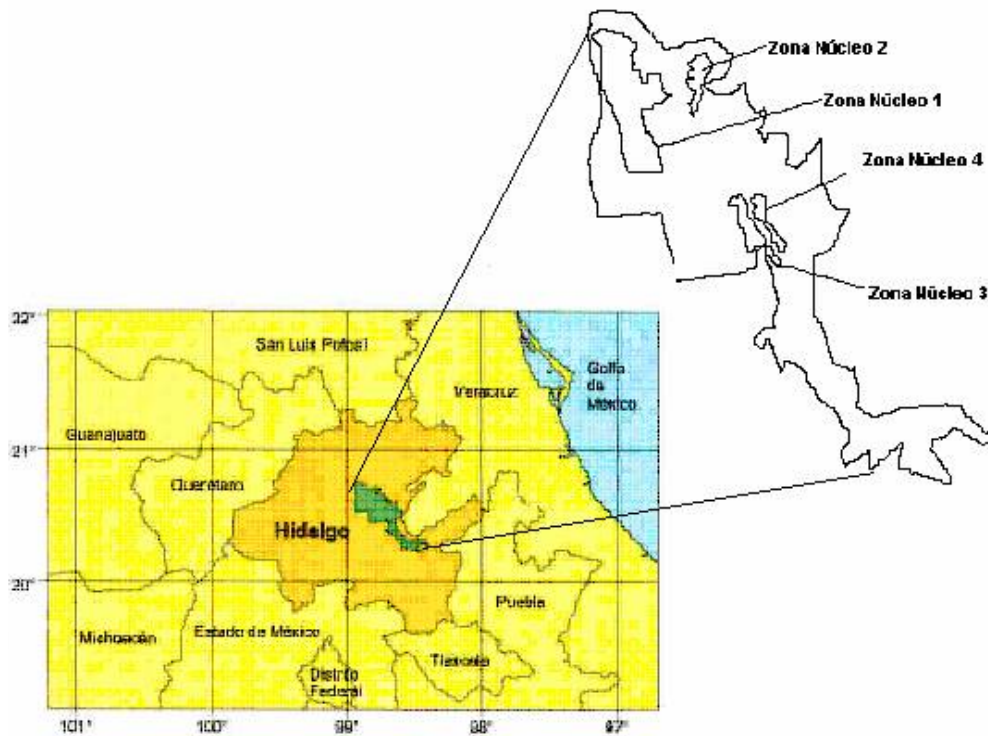 Zona Núcleo 2
Zona Núcleo 1
Zona Núcleo 4
Zona Núcleo 3
22°
San Luis Potosí
Golfo
de
México
Veracruz
Guanajuato
21°
Querétaro
Hidalgo
20°
Puebla
Michoacán
Estado de México
Tlaxcala
Distrito
Federal
101°
100°
99°
98°
97°